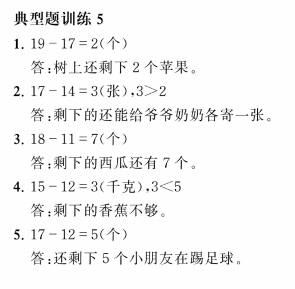 典型题训练 5
1. 19－17＝2(个)
答:树上还剩下 2 个苹果。
2. 17－14＝3(张),3＞2
答:剩下的还能给爷爷奶奶各寄一张。
3. 18－11＝7(个)
答:剩下的西瓜还有 7 个。
4. 15－12＝3(千克),3＜5
答:剩下的香蕉不够。
5. 17－12＝5(个)
答:还剩下 5 个小朋友在踢足球。